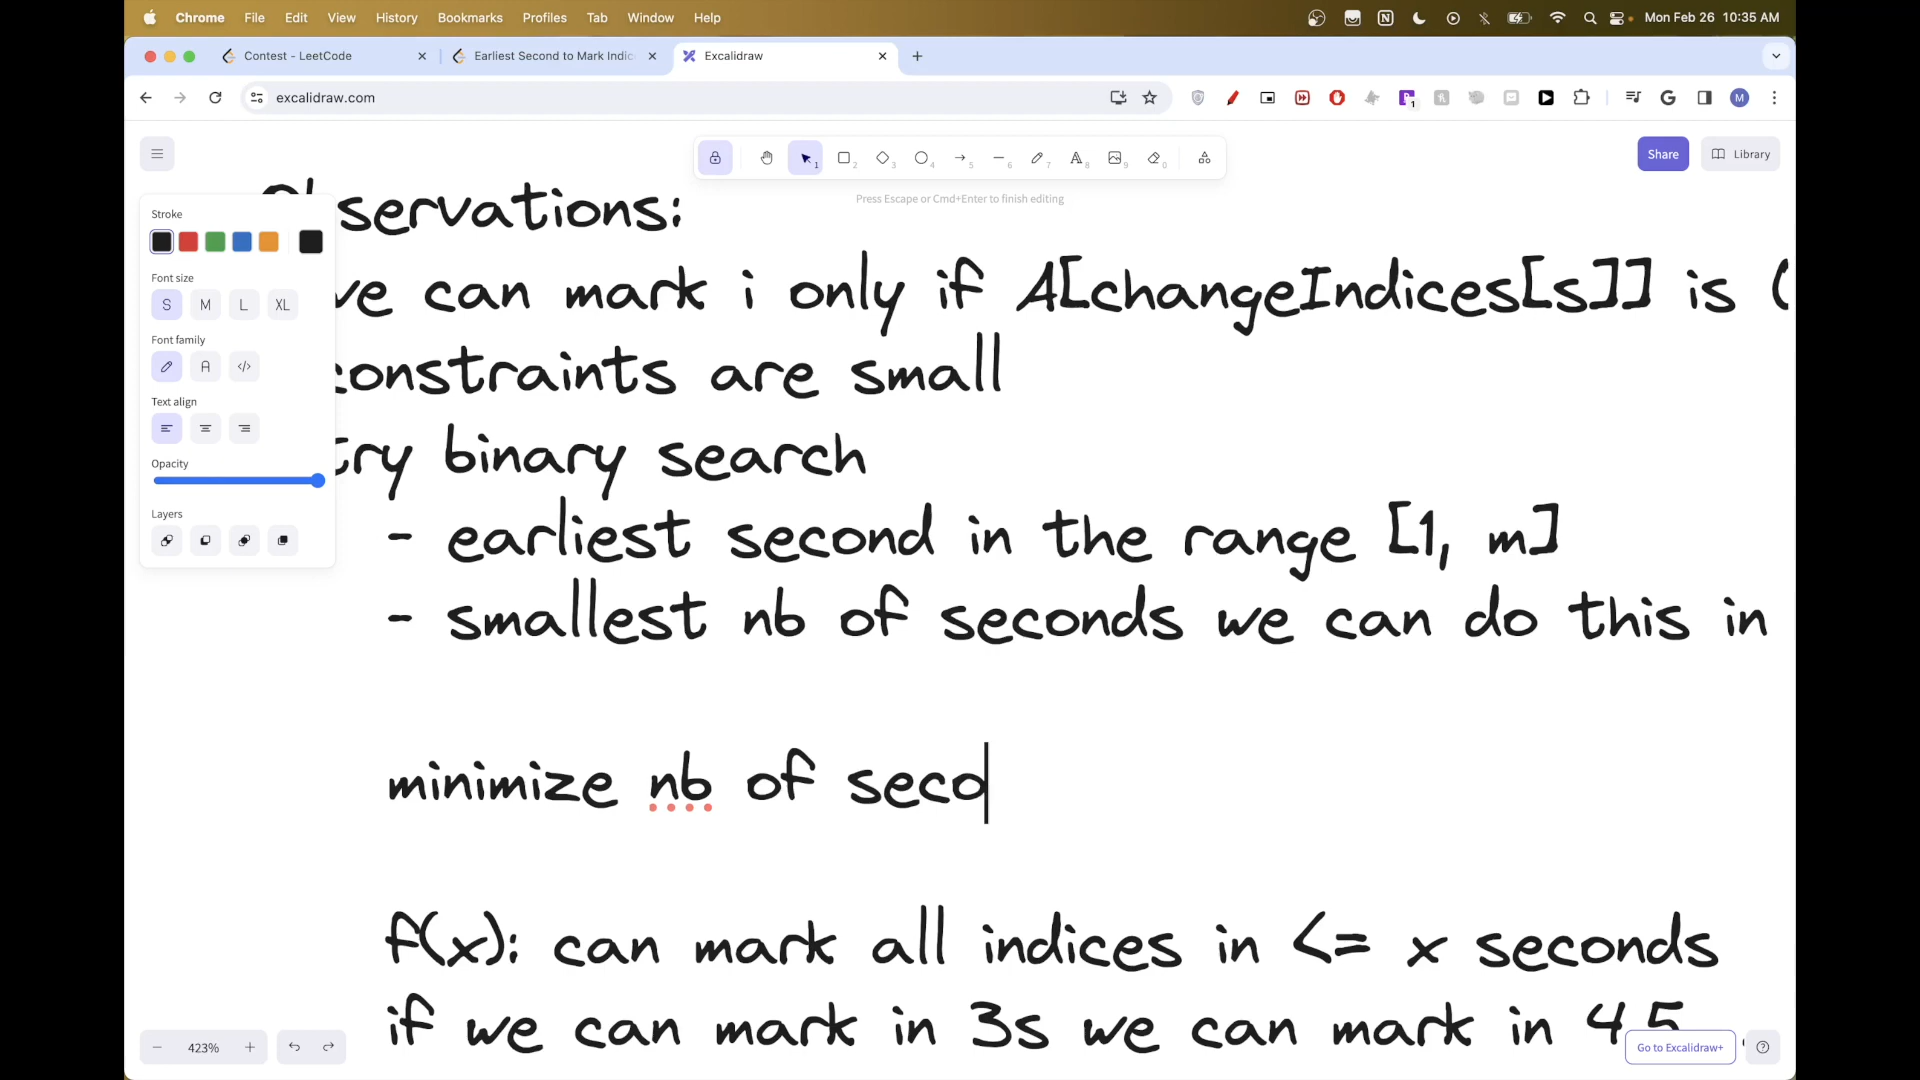 Chrome File Edit View History Bookmarks Profiles Tab Window Help Mon Feb 26 10:35 AM
Contest - LeetCode Earliest Second to Mark Indic Excalidraw
excalidraw.com
Share Library
Press Escape or Cmd+Enter to finish editing
Stroke
Font size
S M L XL
Font family
Text align
Opacity
Layers
Observations:
we can mark i only if A[changeIndices[s]] is
constraints are small
try binary search
- earliest second in the range [1, m]
- smallest nb of seconds we can do this in
minimize nb of seco
f(x): can mark all indices in <= x seconds
if we can mark in 3s we can mark in 4,5
423%
Go to Excalidraw+